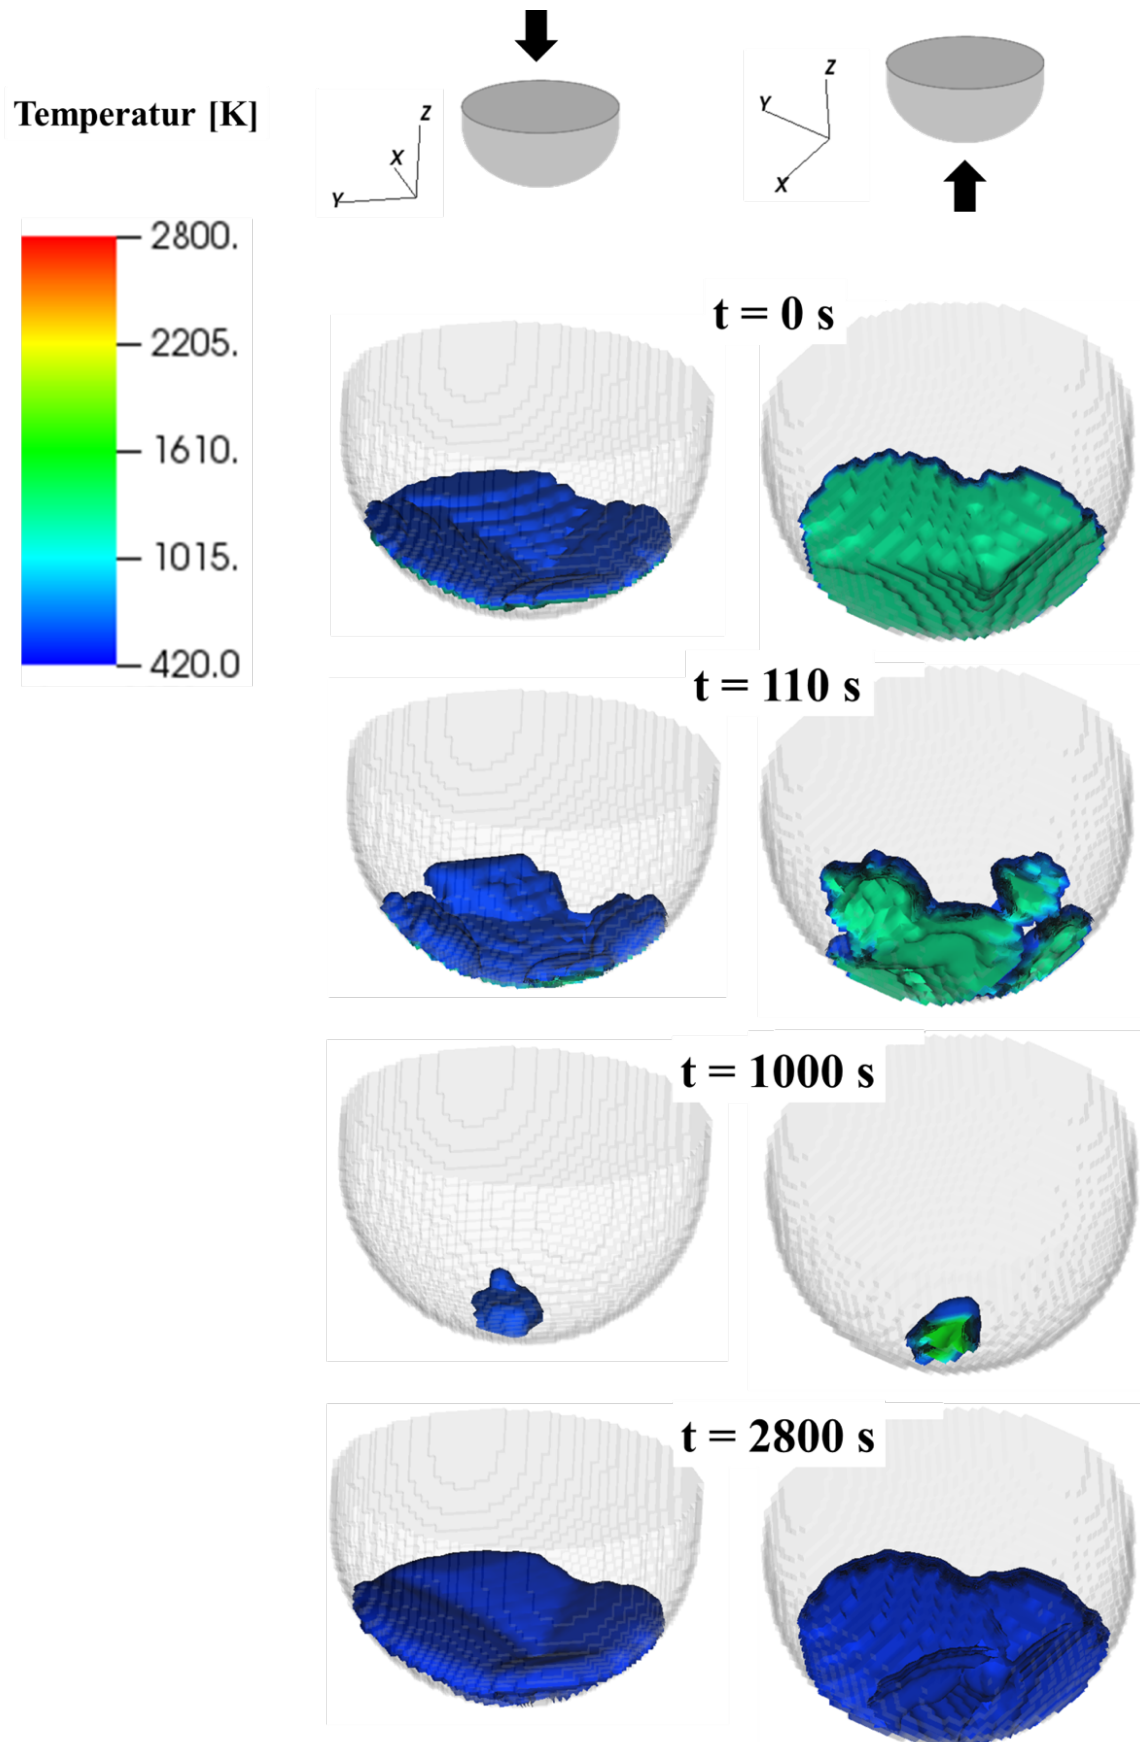 Temperatur [K]
Z
X
Y
Z
Y
X
2800.
2205.
1610.
1015.
420.0
t = 0 s
t = 110 s
t = 1000 s
t = 2800 s